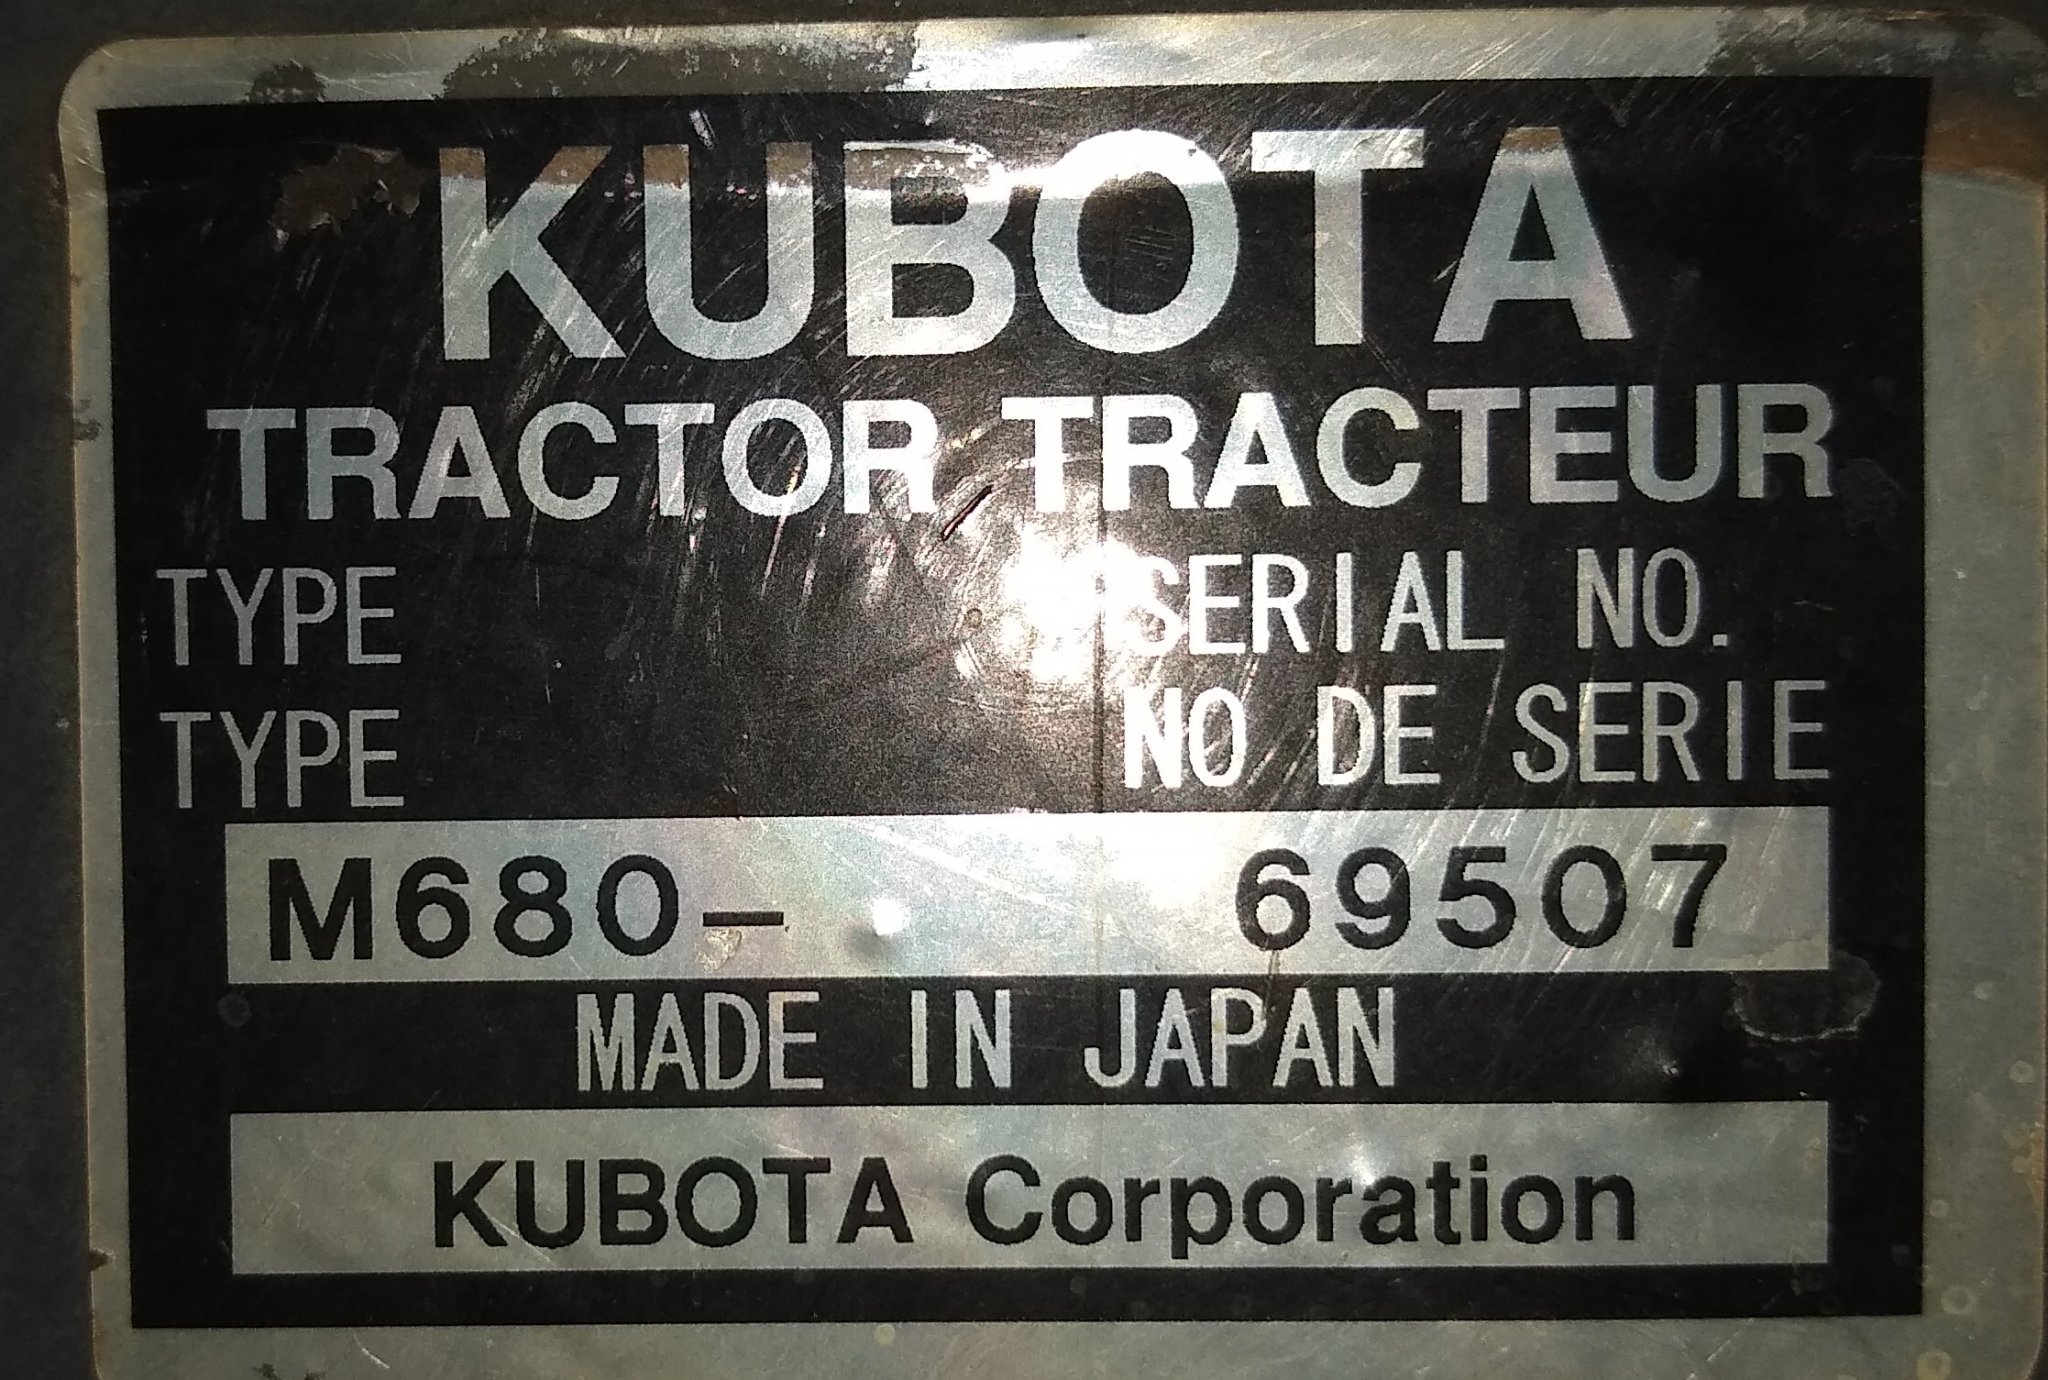 KUBOTA
TRACTOR TRACTEUR
TYPE SERIAL NO.
TYPE NO DE SERIE
M680- 69507
MADE IN JAPAN
KUBOTA Corporation